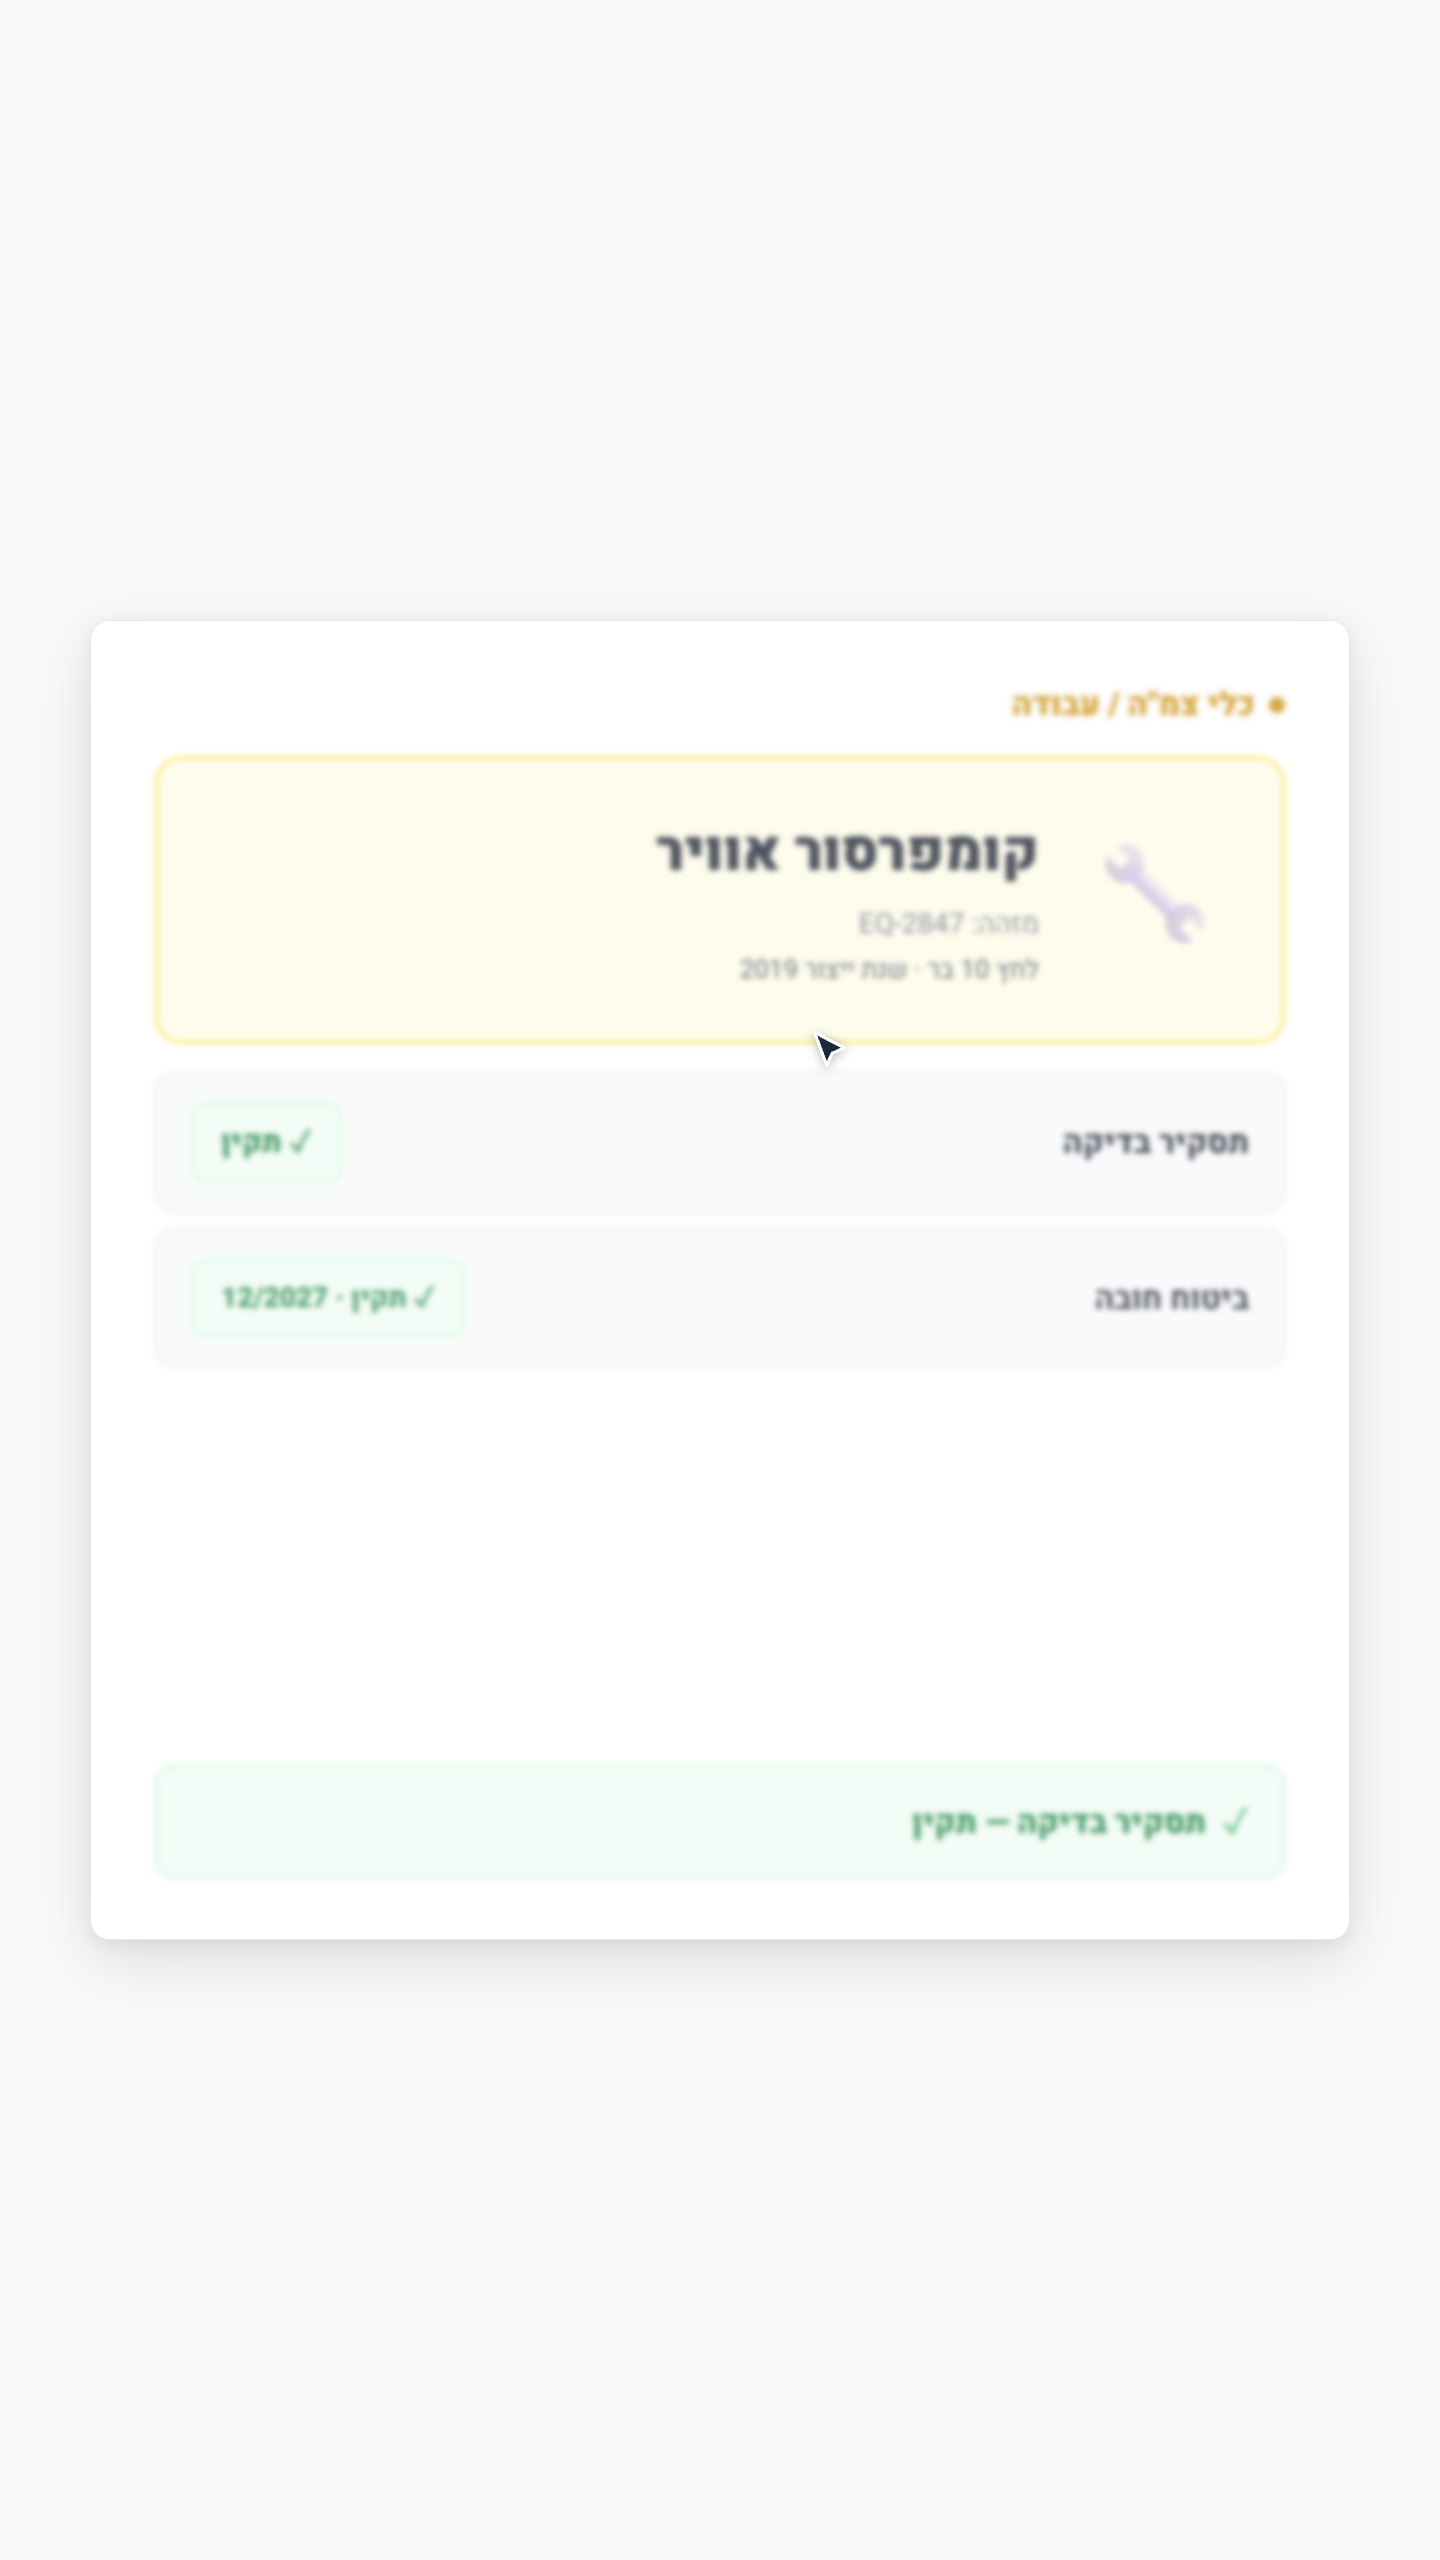 ● כלי צמ"ה / עבודה
קומפרסור אוויר
מזהה: EQ-2847
לחץ 10 בר · שנת ייצור 2019
תסקיר בדיקה
✓ תקין
ביטוח חובה
✓ תקין · 12/2027
✓ תסקיר בדיקה — תקין